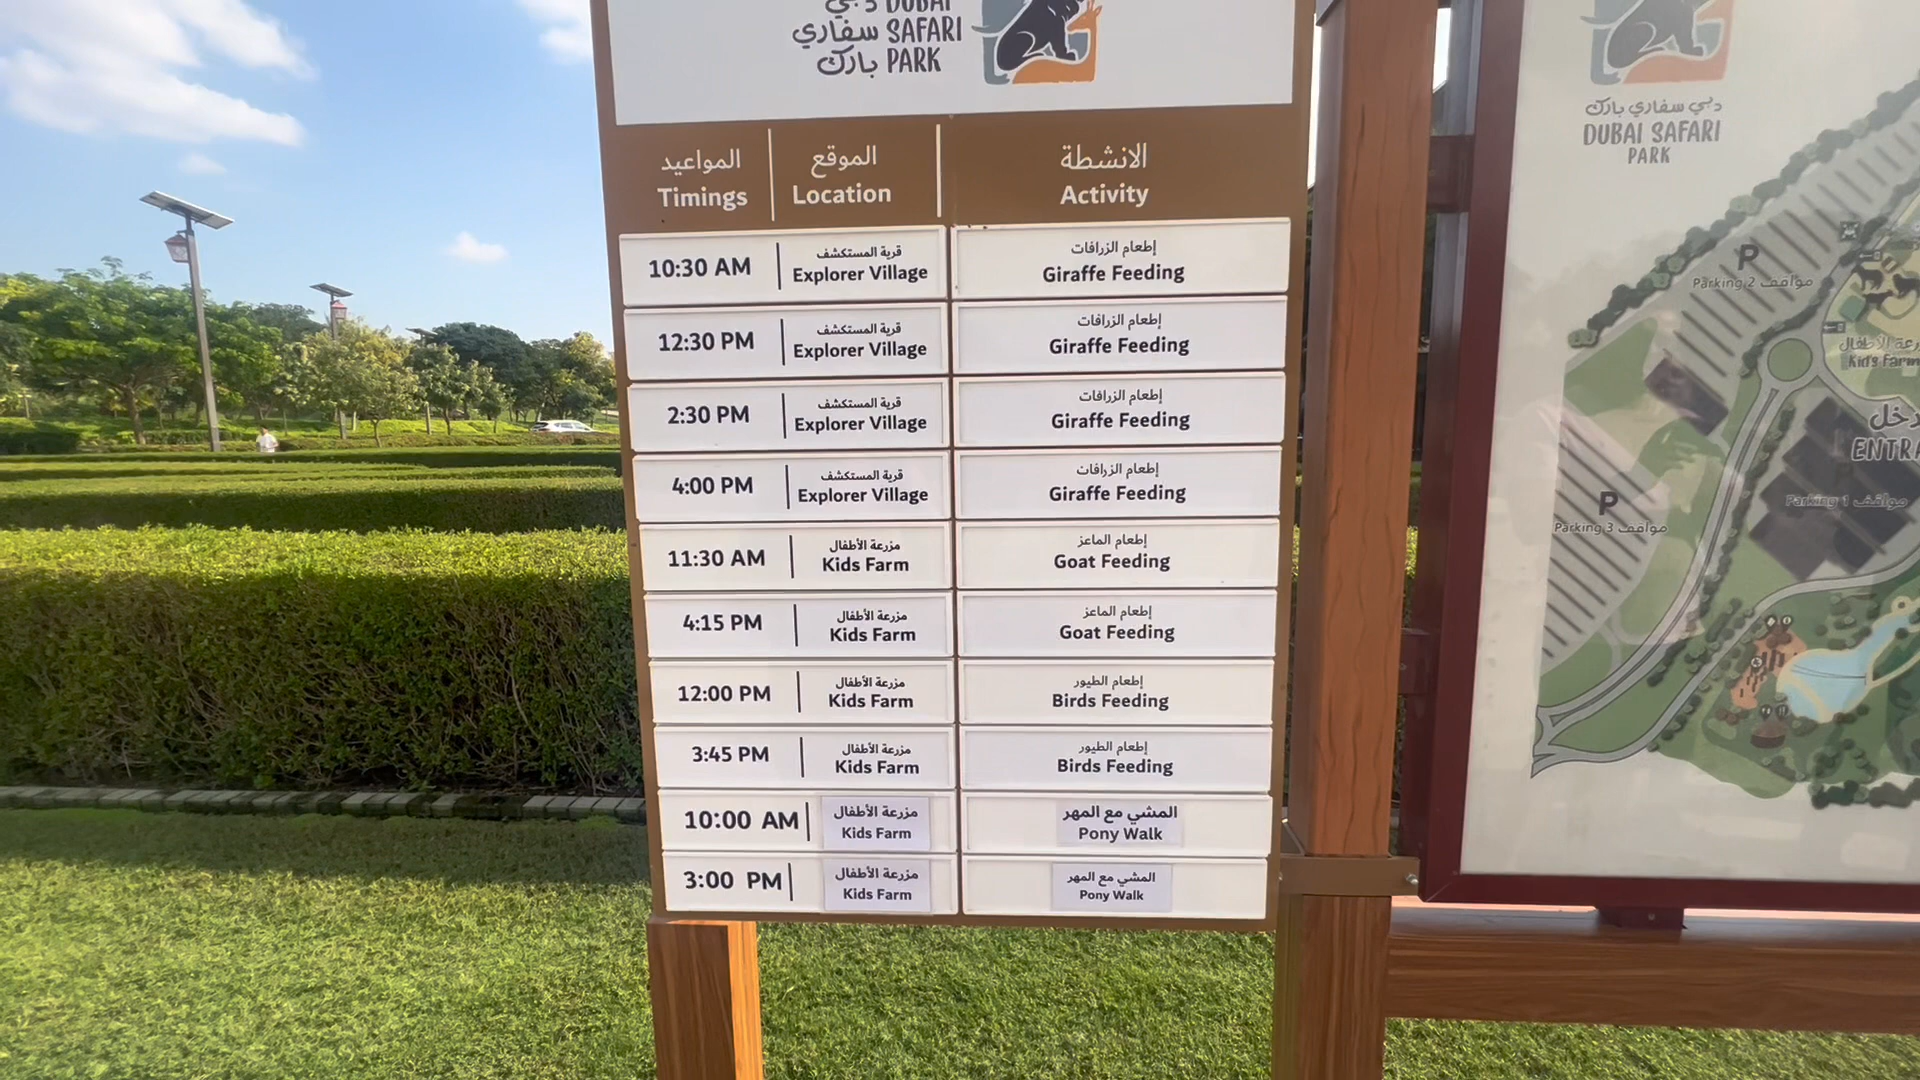 دبي DUBAI
سفاري SAFARI
بارك PARK
المواعيد
Timings
الموقع
Location
الانشطة
Activity
10:30 AM
قرية المستكشف
Explorer Village
إطعام الزرافات
Giraffe Feeding
12:30 PM
قرية المستكشف
Explorer Village
إطعام الزرافات
Giraffe Feeding
2:30 PM
قرية المستكشف
Explorer Village
إطعام الزرافات
Giraffe Feeding
4:00 PM
قرية المستكشف
Explorer Village
إطعام الزرافات
Giraffe Feeding
11:30 AM
مزرعة الأطفال
Kids Farm
إطعام الماعز
Goat Feeding
4:15 PM
مزرعة الأطفال
Kids Farm
إطعام الماعز
Goat Feeding
12:00 PM
مزرعة الأطفال
Kids Farm
إطعام الطيور
Birds Feeding
3:45 PM
مزرعة الأطفال
Kids Farm
إطعام الطيور
Birds Feeding
10:00 AM
مزرعة الأطفال
Kids Farm
المشي مع المهر
Pony Walk
3:00 PM
مزرعة الأطفال
Kids Farm
المشي مع المهر
Pony Walk
دبي سفاري بارك
DUBAI SAFARI
PARK
P
Parking 2 مواقف
Kid's Farm
P
Parking 3 مواقف
Parking 1 مواقف